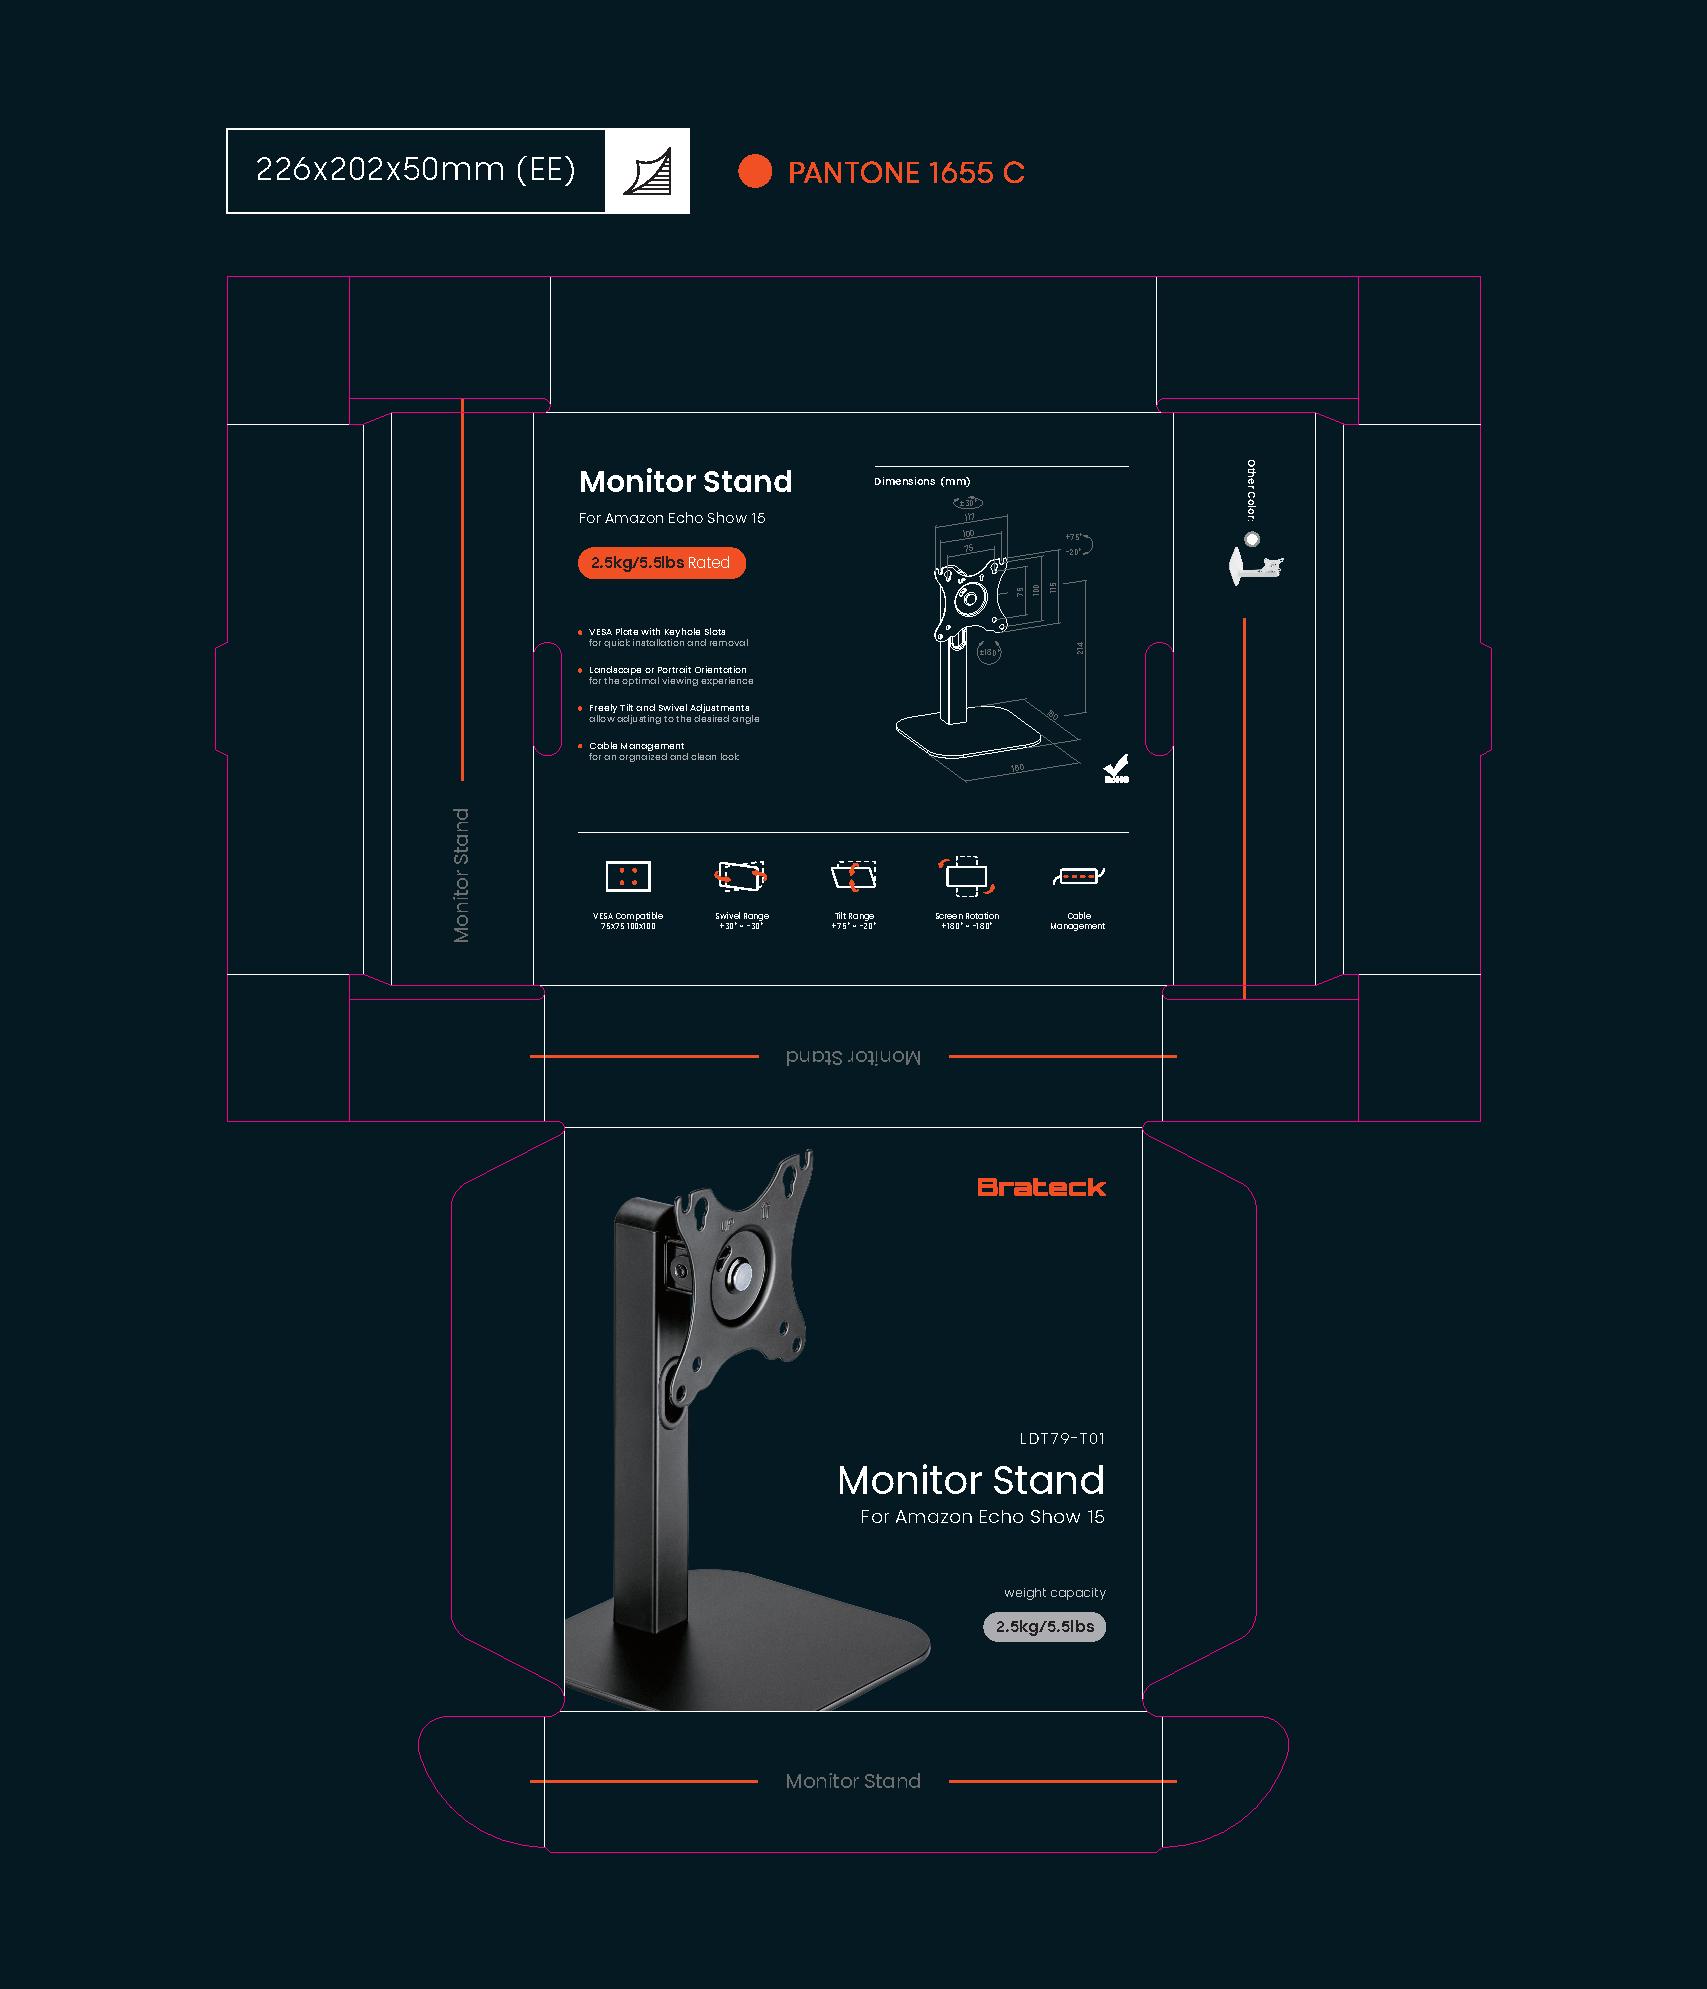 226x202x50mm (EE)
PANTONE 1655 C
Monitor Stand
For Amazon Echo Show 15
2.5kg/5.5lbs Rated
VESA Plate with Keyhole Slots
for quick installation and removal
Landscape or Portrait Orientation
for the optimal viewing experience
Freely Tilt and Swivel Adjustments
allow adjusting to the desired angle
Cable Management
for an orgnaized and clean look
Dimensions (mm)
±30°
117
100
75
+75°
-20°
75
100
115
±180°
214
180
160
VESA Compatible
75x75 100x100
Swivel Range
+30° ~ -30°
Tilt Range
+75° ~ -20°
Screen Rotation
+180° ~ -180°
Cable
Management
Other Color:
Monitor Stand
Monitor Stand
Brateck
UP
LDT79-T01
Monitor Stand
For Amazon Echo Show 15
weight capacity
2.5kg/5.5lbs
Monitor Stand